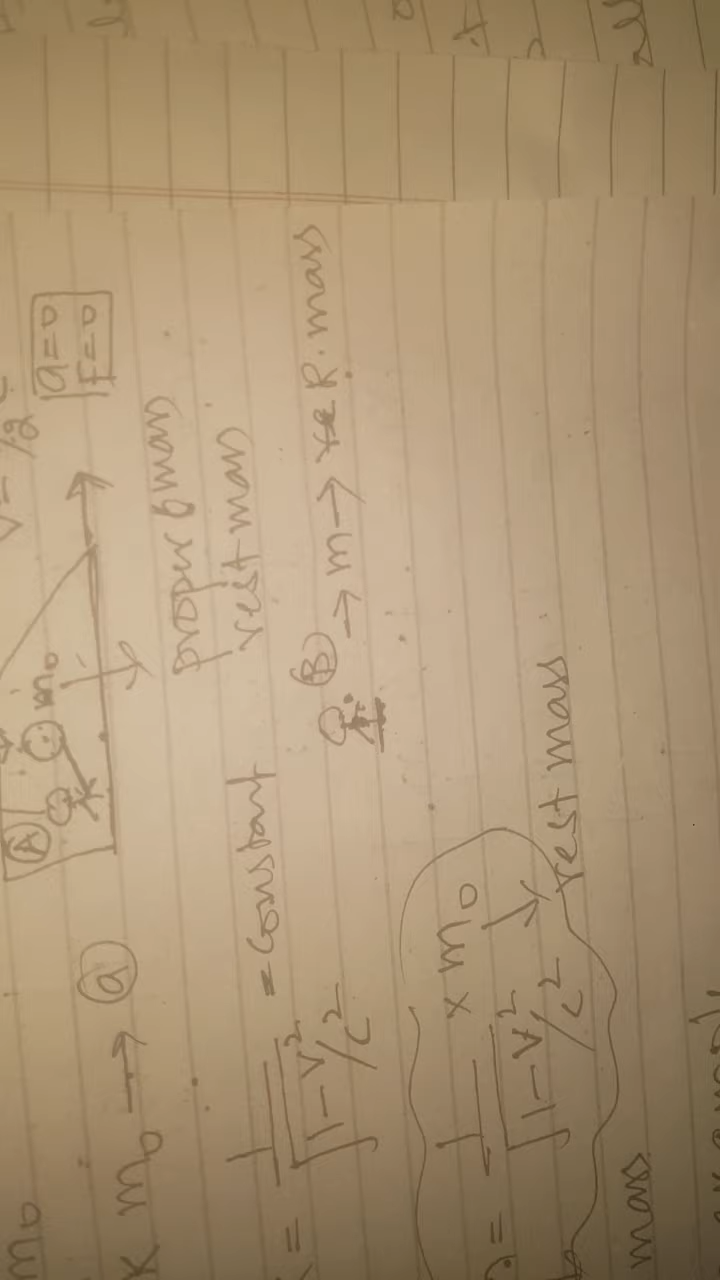 m₀
(A)
m₀
a=0
F=0
K m₀ → (a)
proper mass
rest mass
= 1/√(1-v²/c²) = constant
(B)
→ m → R. mass
= 1/√(1-v²/c²) × m₀
rest mass
mass